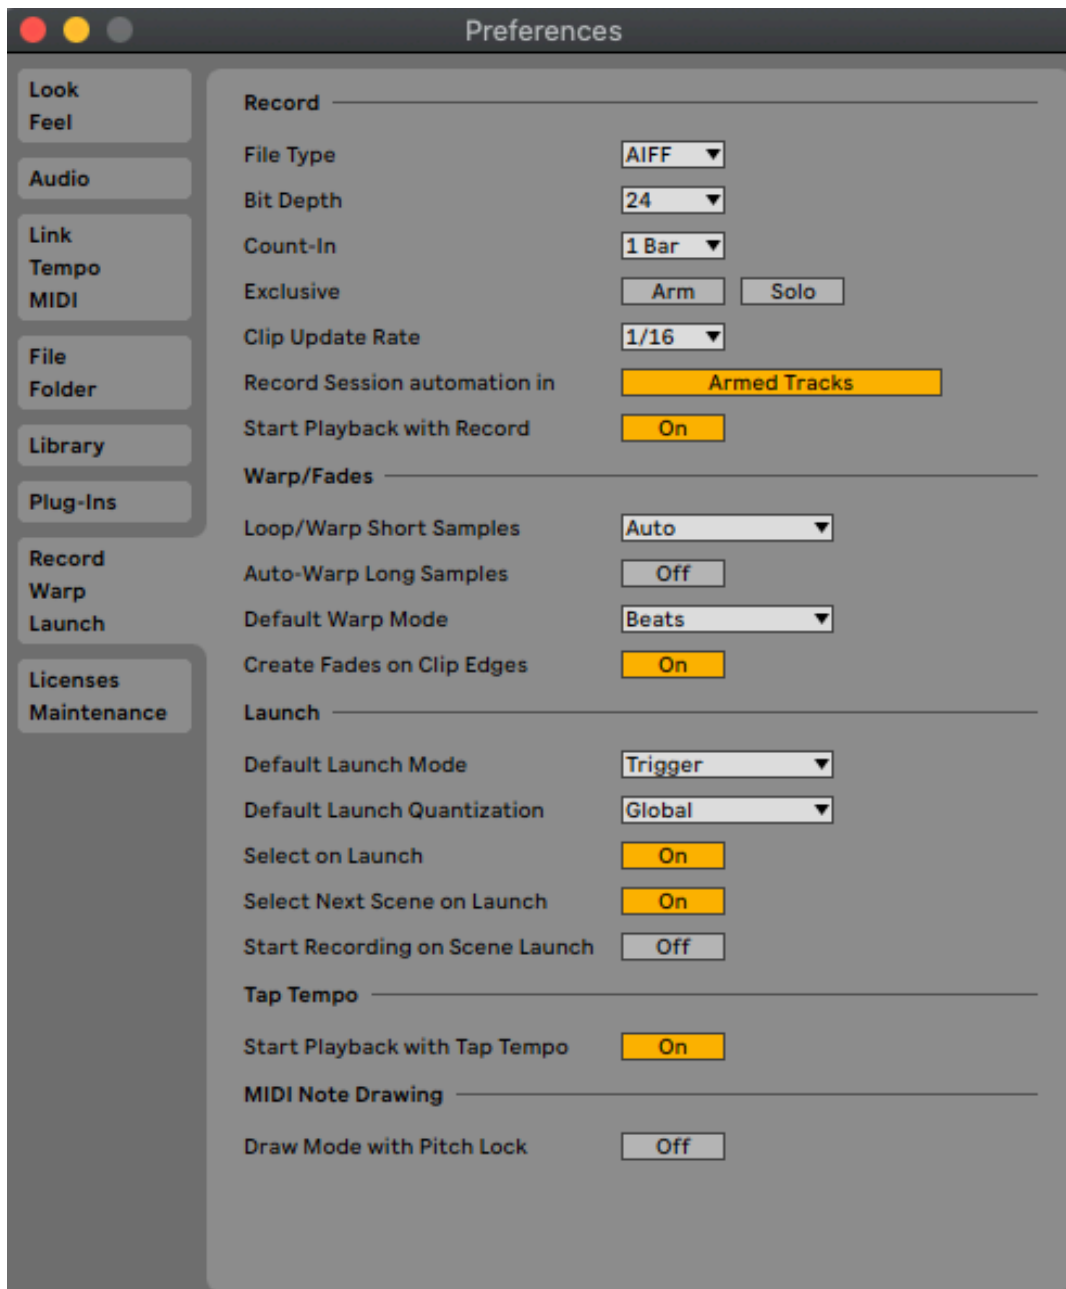 Preferences
Look
Feel
Audio
Link
Tempo
MIDI
File
Folder
Library
Plug-Ins
Record
Warp
Launch
Licenses
Maintenance
Record
File Type AIFF
Bit Depth 24
Count-In 1 Bar
Exclusive Arm Solo
Clip Update Rate 1/16
Record Session automation in Armed Tracks
Start Playback with Record On
Warp/Fades
Loop/Warp Short Samples Auto
Auto-Warp Long Samples Off
Default Warp Mode Beats
Create Fades on Clip Edges On
Launch
Default Launch Mode Trigger
Default Launch Quantization Global
Select on Launch On
Select Next Scene on Launch On
Start Recording on Scene Launch Off
Tap Tempo
Start Playback with Tap Tempo On
MIDI Note Drawing
Draw Mode with Pitch Lock Off